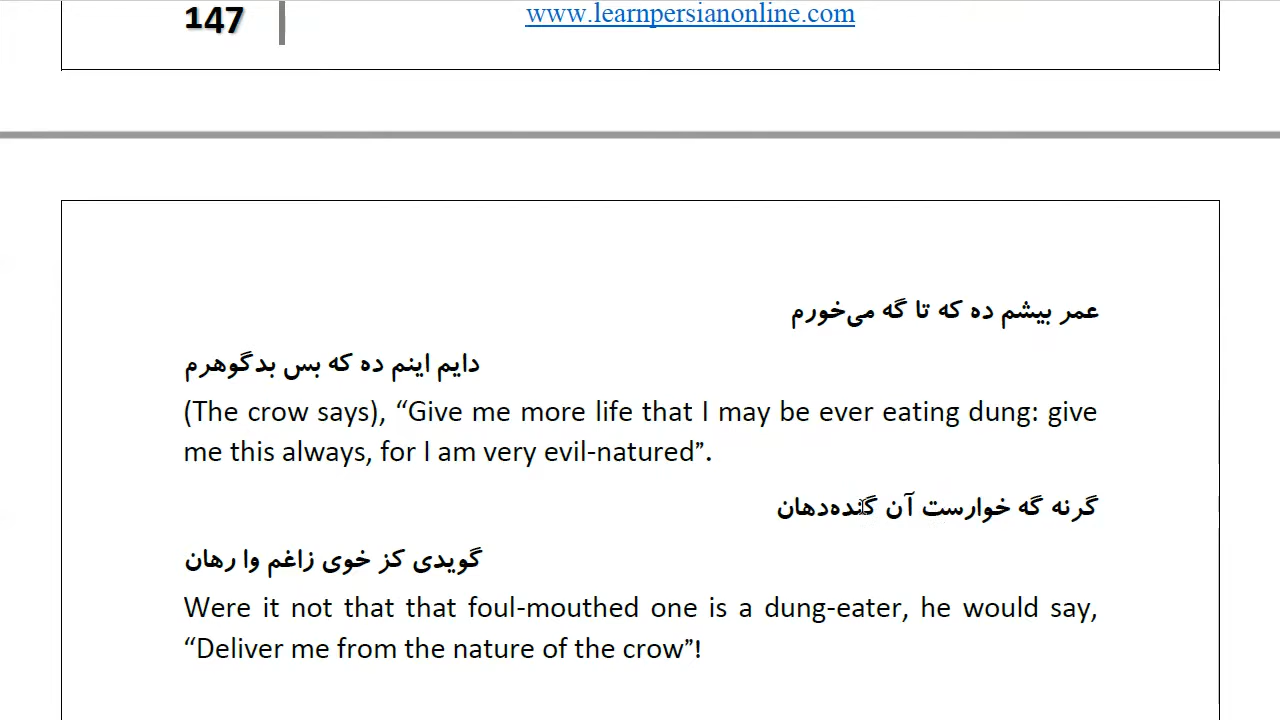 147
www.learnpersianonline.com
عمر بیشم ده که تا گه می‌خورم
دایم اینم ده که بس بدگوهرم
(The crow says), “Give me more life that I may be ever eating dung: give
me this always, for I am very evil-natured”.
گرنه گه خوارست آن گنده‌دهان
گویدی کز خوی زاغم وا رهان
Were it not that that foul-mouthed one is a dung-eater, he would say,
“Deliver me from the nature of the crow”!